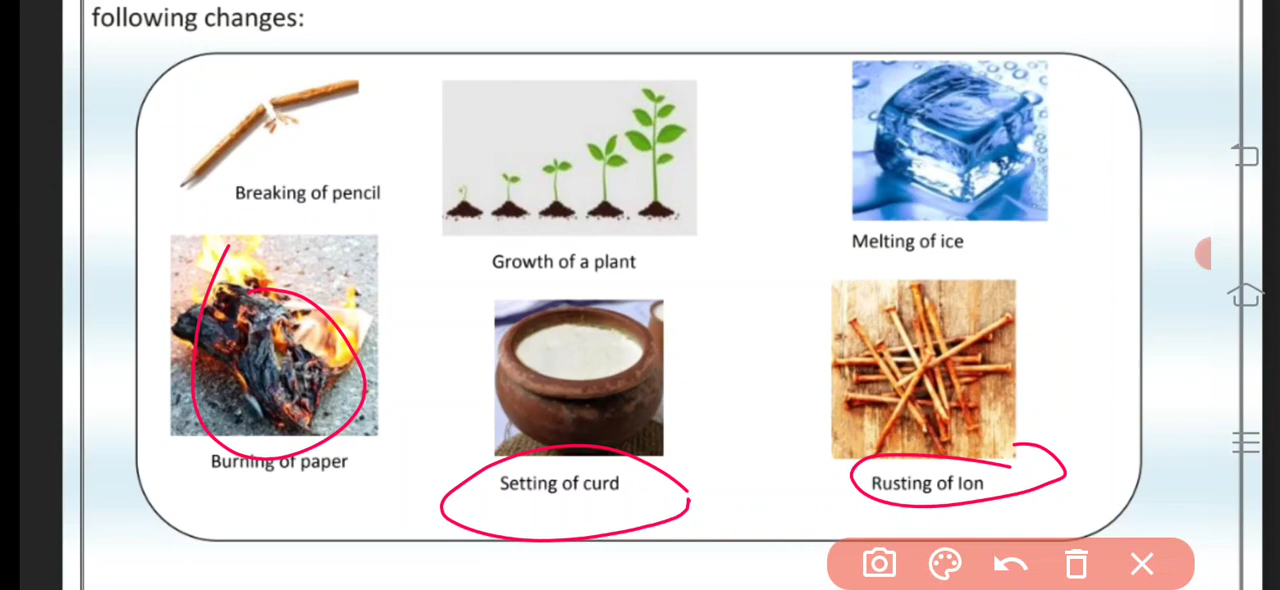 following changes:
Breaking of pencil
Growth of a plant
Melting of ice
Burning of paper
Setting of curd
Rusting of Ion